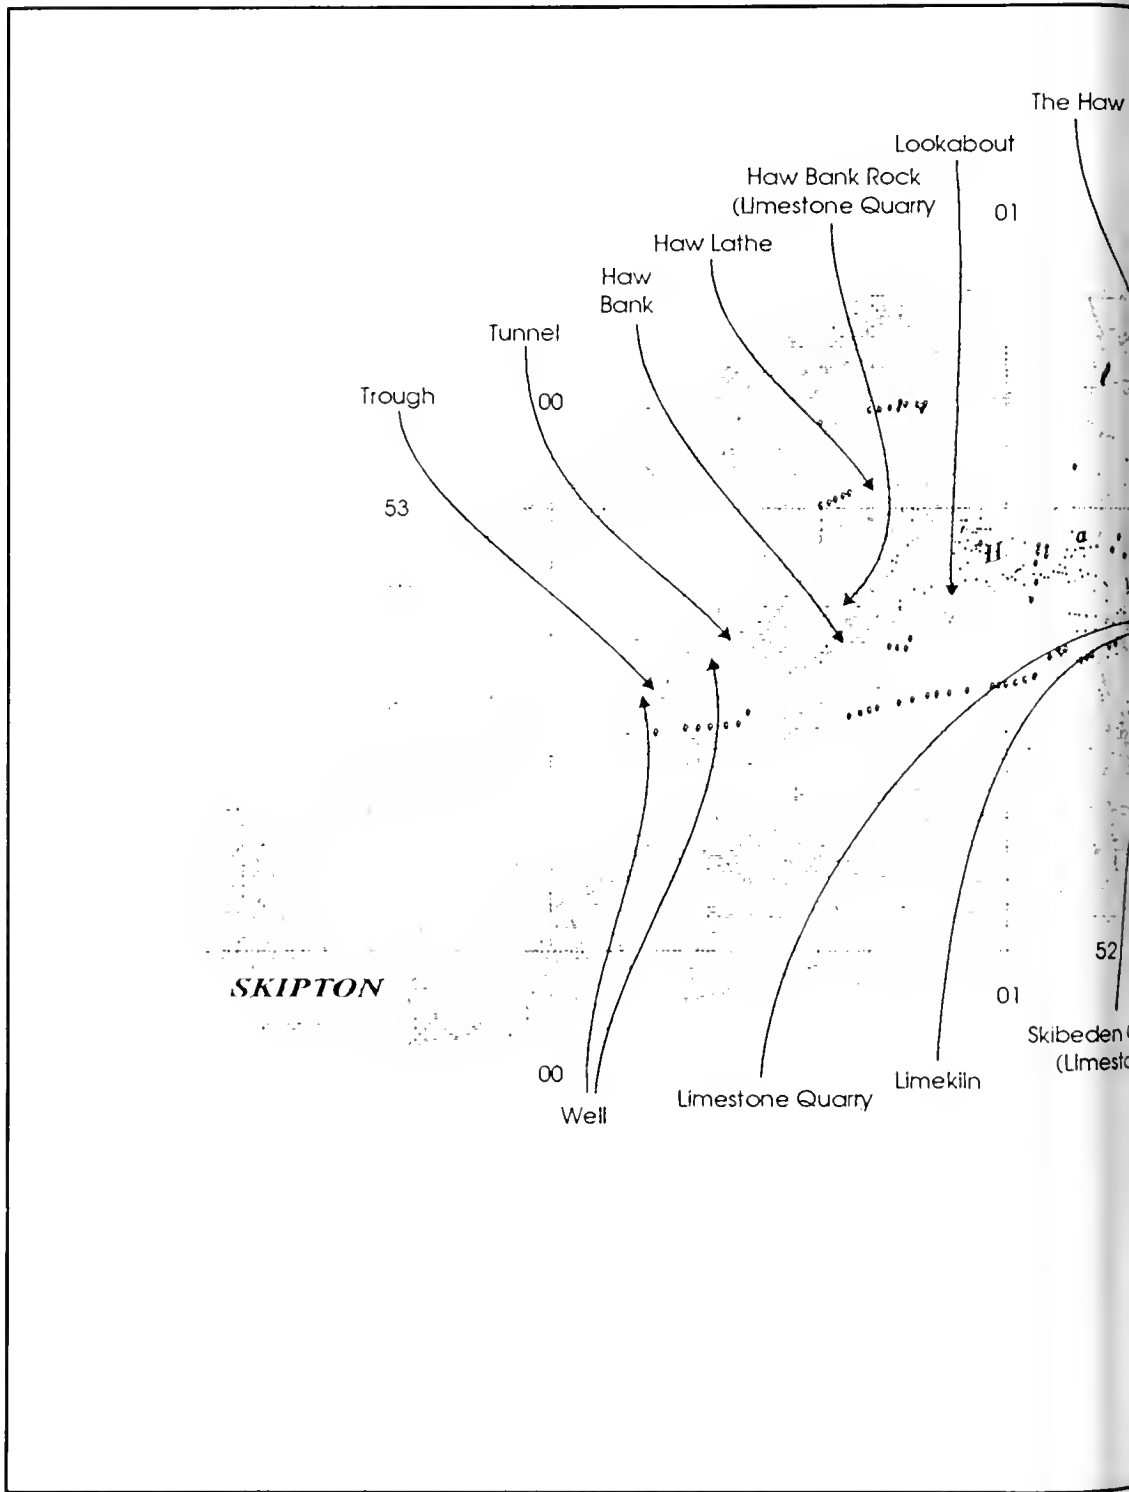 The Haw
Lookabout
Haw Bank Rock
(Limestone Quarry
01
Haw Lathe
Haw
Bank
Tunnel
Trough
00
53
H a
52
SKIPTON
01
Skibeden
(Limesto
00
Limestone Quarry
Limekiln
Well